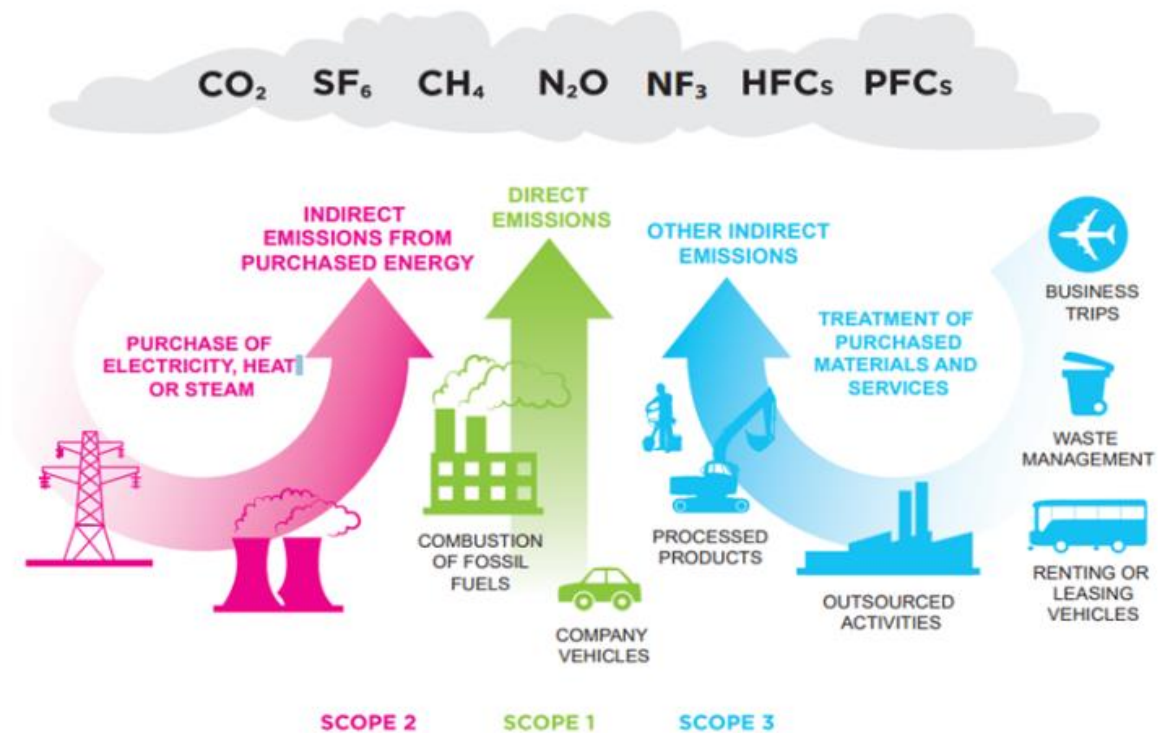 CO₂ SF₆ CH₄ N₂O NF₃ HFCs PFCs
INDIRECT
EMISSIONS FROM
PURCHASED ENERGY
DIRECT
EMISSIONS
OTHER INDIRECT
EMISSIONS
PURCHASE OF
ELECTRICITY, HEAT
OR STEAM
TREATMENT OF
PURCHASED
MATERIALS AND
SERVICES
BUSINESS
TRIPS
WASTE
MANAGEMENT
COMBUSTION
OF FOSSIL
FUELS
COMPANY
VEHICLES
PROCESSED
PRODUCTS
OUTSOURCED
ACTIVITIES
RENTING OR
LEASING
VEHICLES
SCOPE 2 SCOPE 1 SCOPE 3